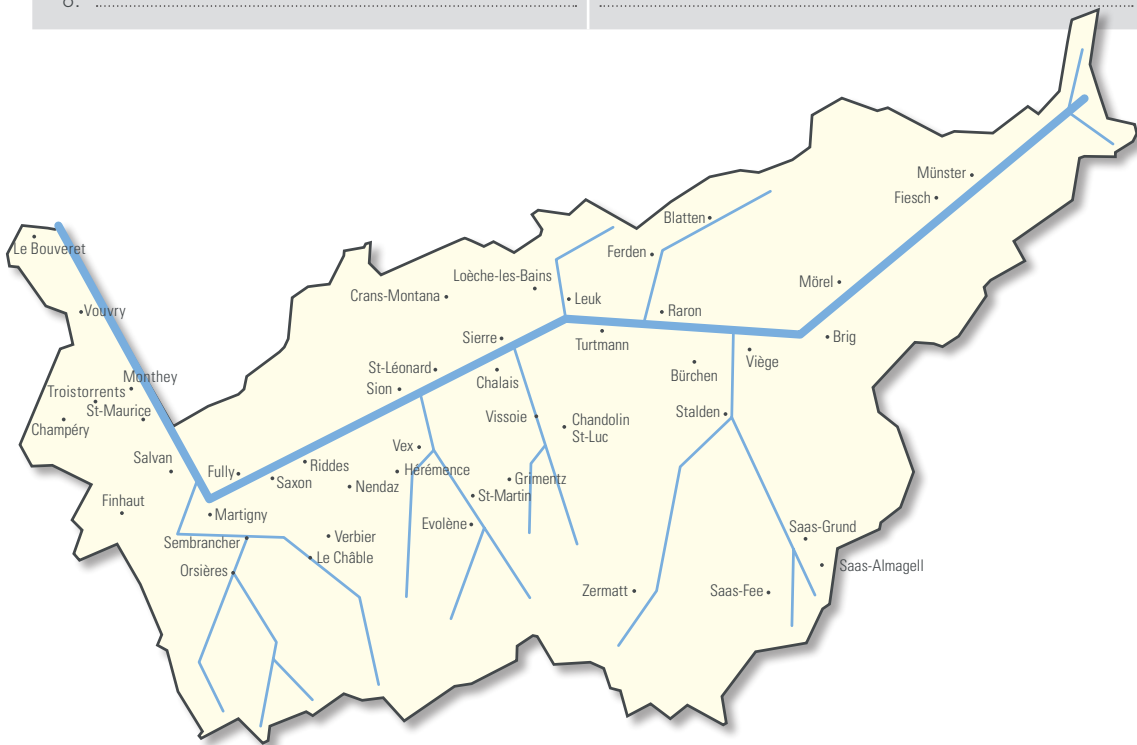 8.
Münster
Fiesch
Blatten
Le Bouveret
Ferden
Loèche-les-Bains
Mörel
Crans-Montana
Leuk
Vouvry
Raron
Sierre
Turtmann
Brig
Viège
St-Léonard
Bürchen
Monthey
Chalais
Sion
Troistorrents
St-Maurice
Stalden
Vissoie
Chandolin
St-Luc
Champéry
Vex
Salvan
Riddes
Fully
Hérémence
Grimentz
Saxon
Nendaz
St-Martin
Finhaut
Martigny
Evolène
Saas-Grund
Verbier
Sembrancher
Le Châble
Saas-Almagell
Orsières
Zermatt
Saas-Fee